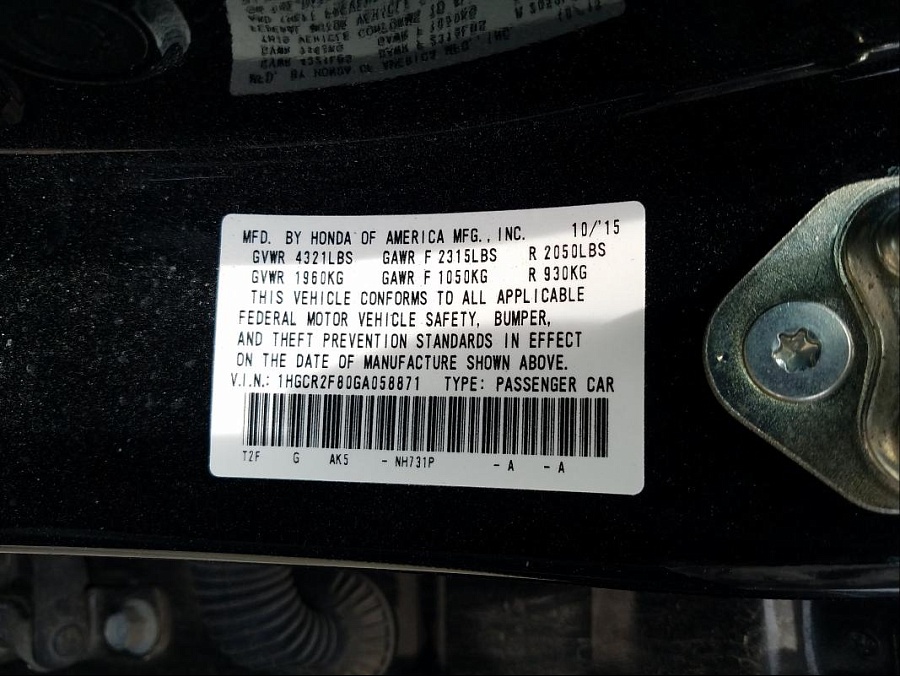 MFD. BY HONDA OF AMERICA MFG., INC. 10/'15
GVWR 4321LBS GAWR F 2315LBS R 2050LBS
GVWR 1960KG GAWR F 1050KG R 930KG
THIS VEHICLE CONFORMS TO ALL APPLICABLE
FEDERAL MOTOR VEHICLE SAFETY, BUMPER,
AND THEFT PREVENTION STANDARDS IN EFFECT
ON THE DATE OF MANUFACTURE SHOWN ABOVE.
V.I.N.: 1HGCR2F80GA058871 TYPE: PASSENGER CAR
T2F G AK5 - NH731P - A - A